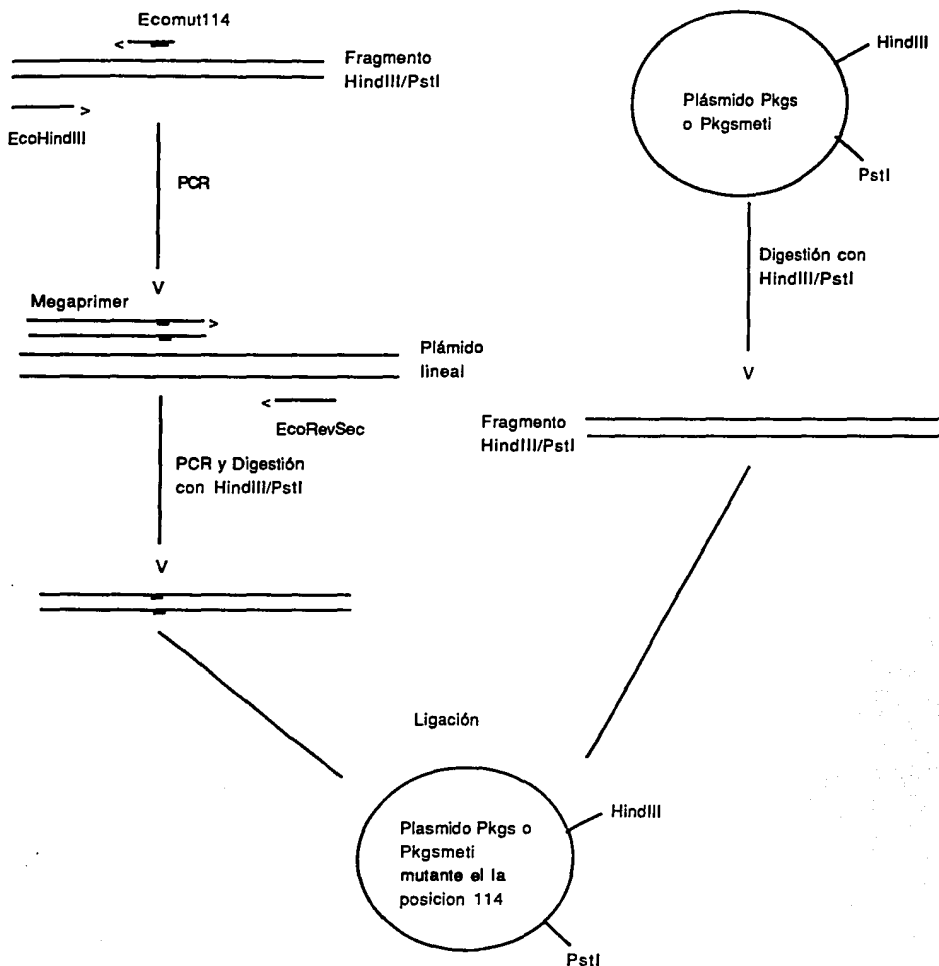 Ecomut114
<
Fragmento
HindIII/PstI
>
EcoHindIII
PCR
V
Megaprimer
>
Plámido
lineal
<
EcoRevSec
PCR y Digestión
con HindIII/PstI
V
HindIII
Plásmido Pkgs
o Pkgsmeti
PstI
Digestión con
HindIII/PstI
V
Fragmento
HindIII/PstI
Ligación
HindIII
Plasmido Pkgs o
Pkgsmeti
mutante el la
posicion 114
PstI